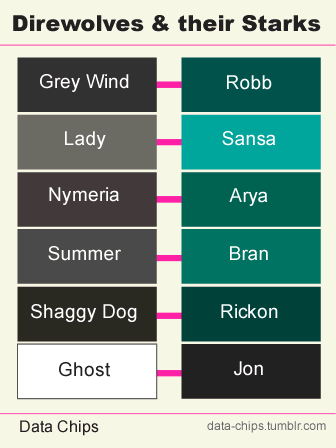 Direwolves & their Starks
Grey Wind Robb
Lady Sansa
Nymeria Arya
Summer Bran
Shaggy Dog Rickon
Ghost Jon
Data Chips data-chips.tumblr.com